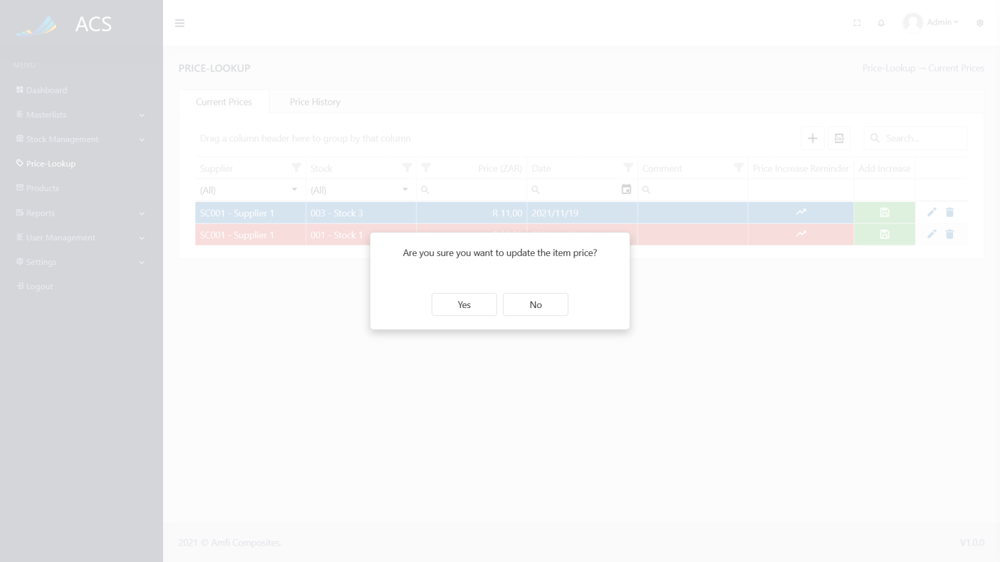 ACS
Admin
MENU
Dashboard
Masterlists
Stock Management
Price-Lookup
Products
Reports
User Management
Settings
Logout
PRICE-LOOKUP
Price-Lookup → Current Prices
Current Prices Price History
Drag a column header here to group by that column
Search...
Supplier Stock Price (ZAR) Date Comment Price Increase Reminder Add Increase
(All) (All)
SC001 - Supplier 1 003 - Stock 3 R 11,00 2021/11/19
SC001 - Supplier 1 001 - Stock 1
Are you sure you want to update the item price?
Yes No
2021 © Amfi Composites.
V1.0.0